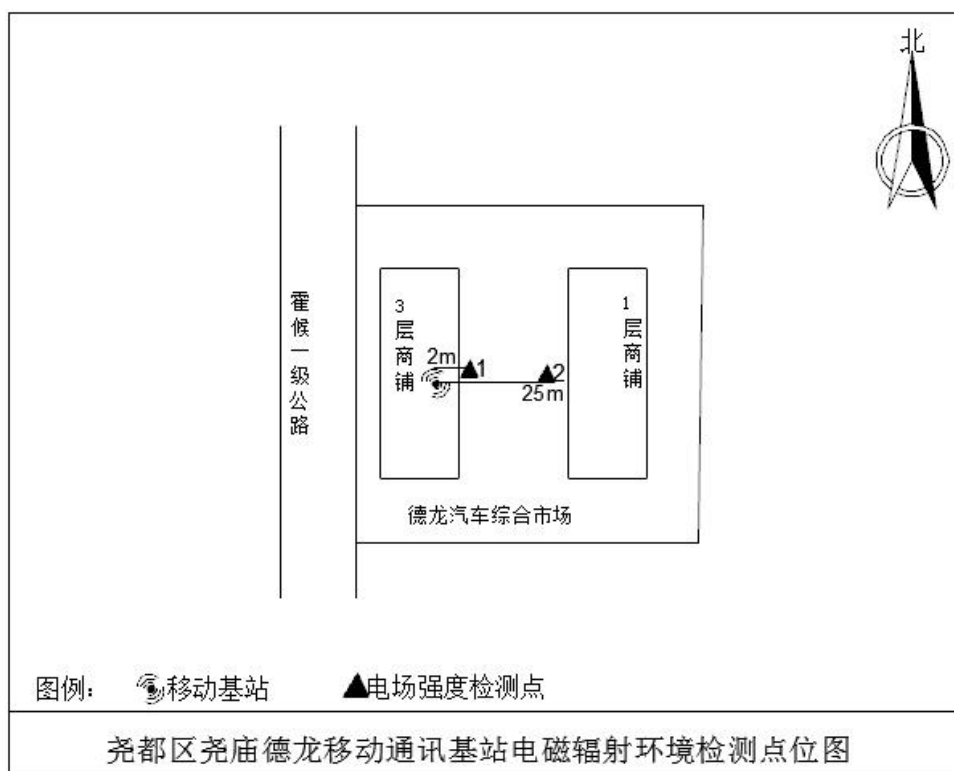 北
霍候一级公路
3层商铺
1层商铺
2m
1
2
25m
德龙汽车综合市场
图例： 移动基站 电场强度检测点
尧都区尧庙德龙移动通讯基站电磁辐射环境检测点位图